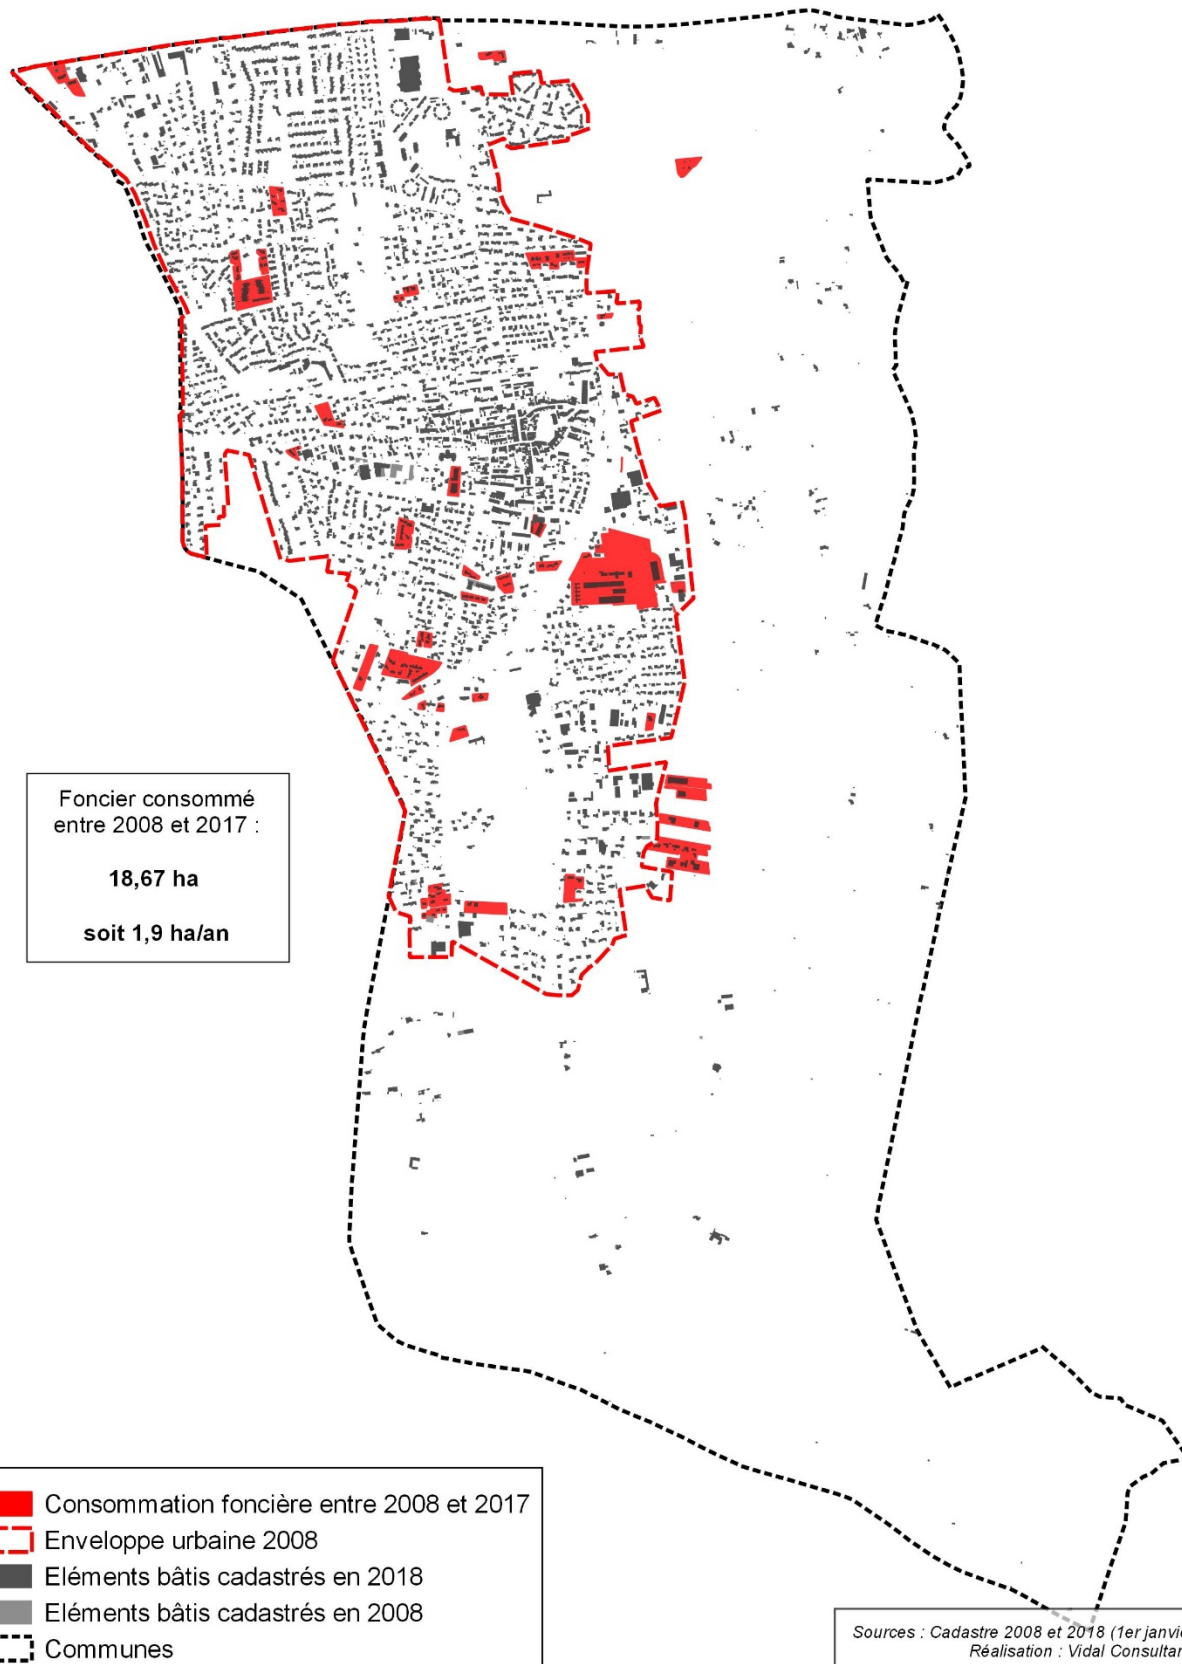 Foncier consommé
entre 2008 et 2017 :
18,67 ha
soit 1,9 ha/an
Consommation foncière entre 2008 et 2017
Enveloppe urbaine 2008
Eléments bâtis cadastrés en 2018
Eléments bâtis cadastrés en 2008
Communes
Sources : Cadastre 2008 et 2018 (1er janvie
Réalisation : Vidal Consultan